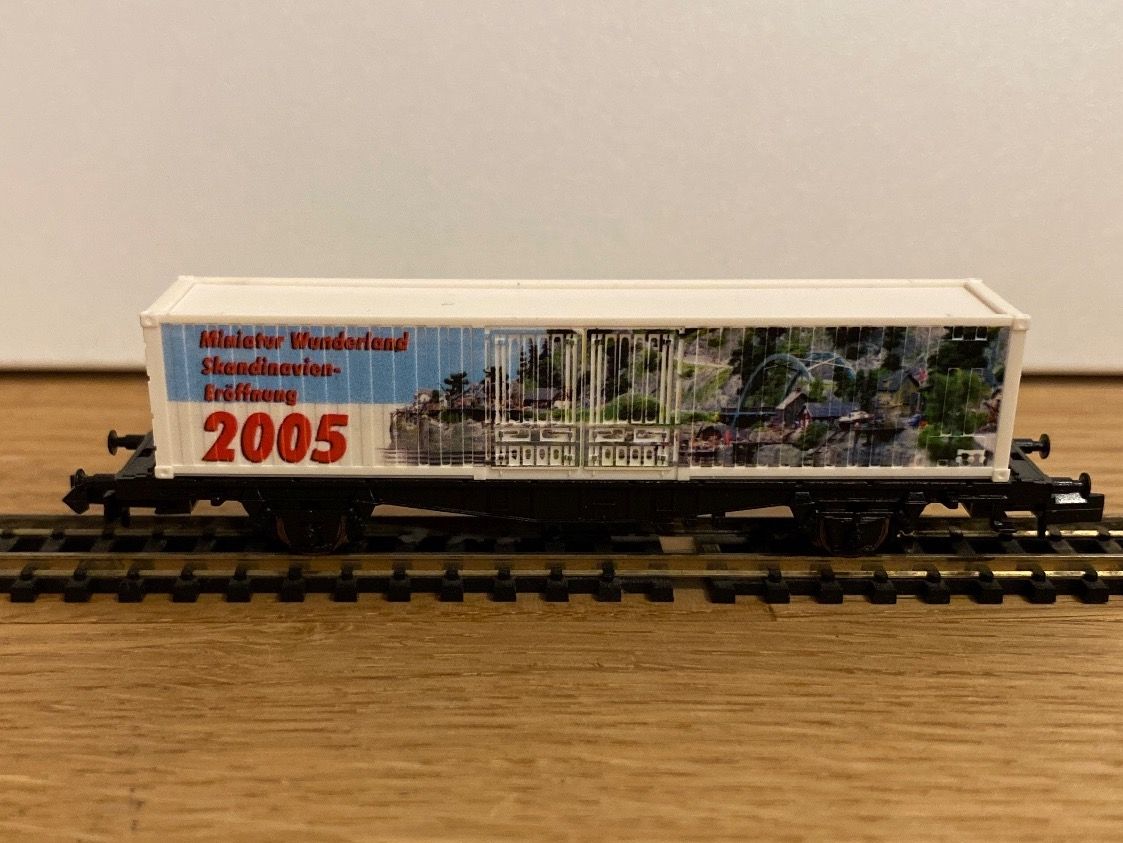 Miniatur Wunderland
Skandinavien-
Eröffnung
2005